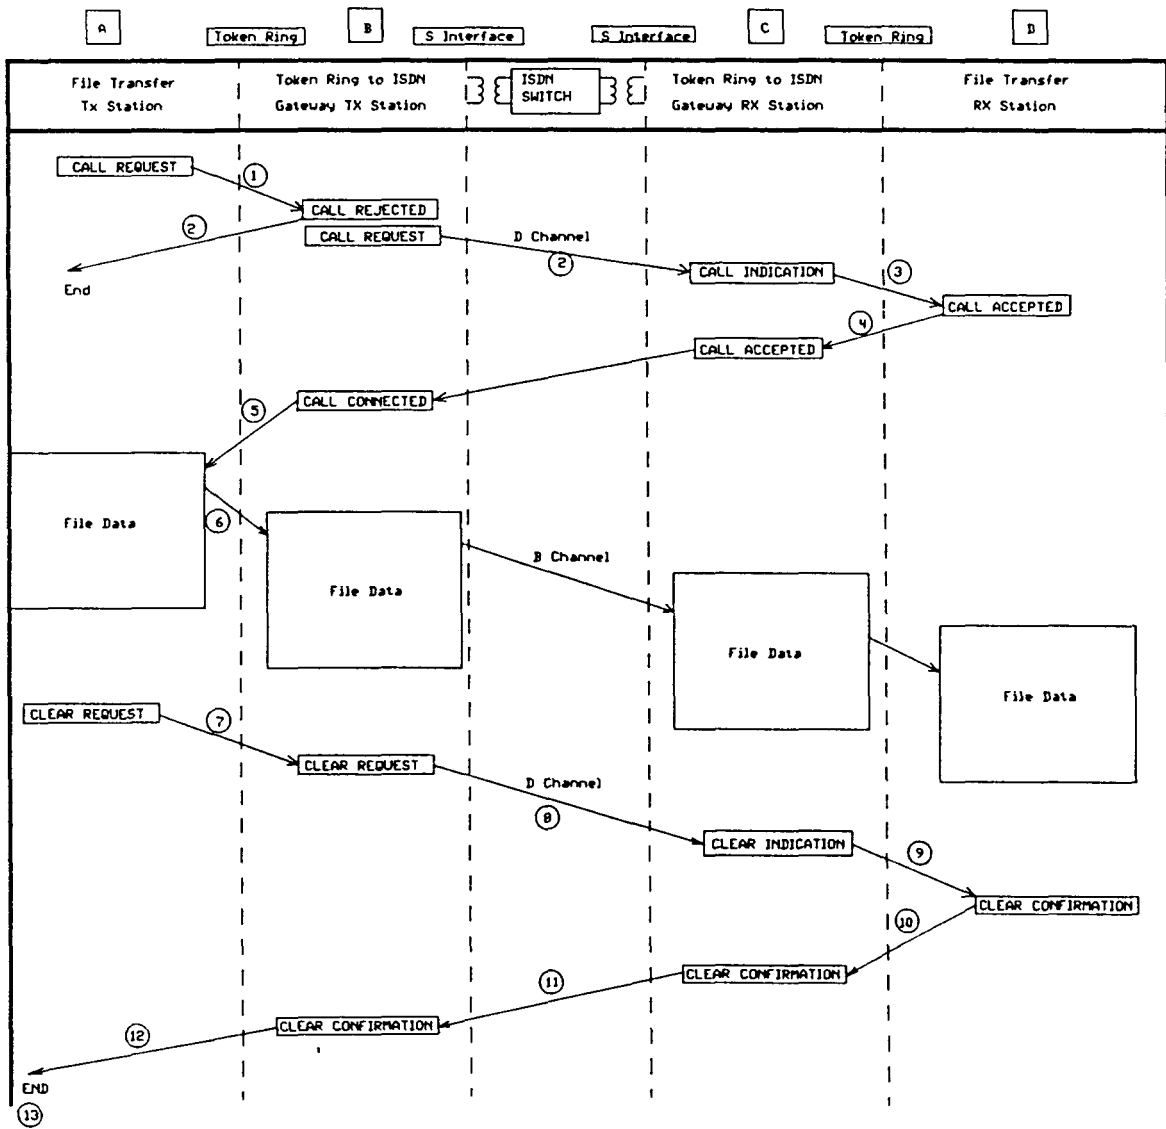 A
Token Ring
B
S Interface
S Interface
C
Token Ring
D
File Transfer
Tx Station
Token Ring to ISDN
Gateway TX Station
ISDN
SWITCH
Token Ring to ISDN
Gateway RX Station
File Transfer
RX Station
CALL REQUEST
1
CALL REJECTED
2
CALL REQUEST
D Channel
2
End
CALL INDICATION
3
CALL ACCEPTED
4
CALL ACCEPTED
CALL CONNECTED
5
File Data
6
File Data
B Channel
File Data
File Data
CLEAR REQUEST
7
CLEAR REQUEST
D Channel
8
CLEAR INDICATION
9
CLEAR CONFIRMATION
10
CLEAR CONFIRMATION
11
CLEAR CONFIRMATION
12
END
13